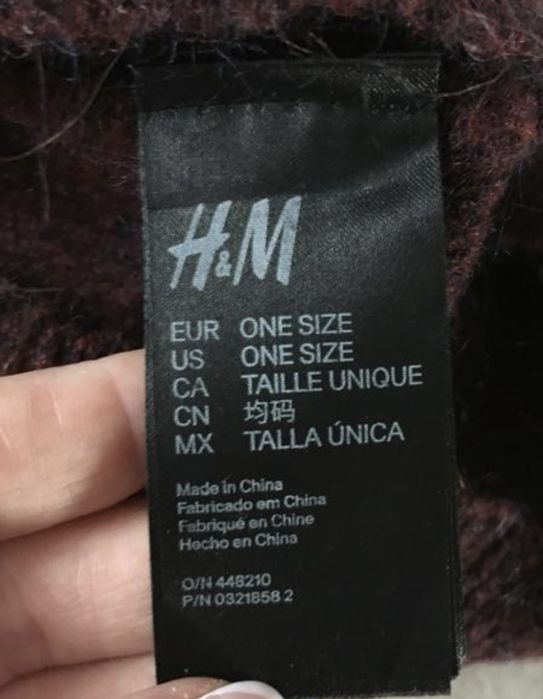 H&M
EUR ONE SIZE
US ONE SIZE
CA TAILLE UNIQUE
CN 均码
MX TALLA ÚNICA
Made in China
Fabricado em China
Fabriqué en Chine
Hecho en China
O/N 448210
P/N 0321858 2